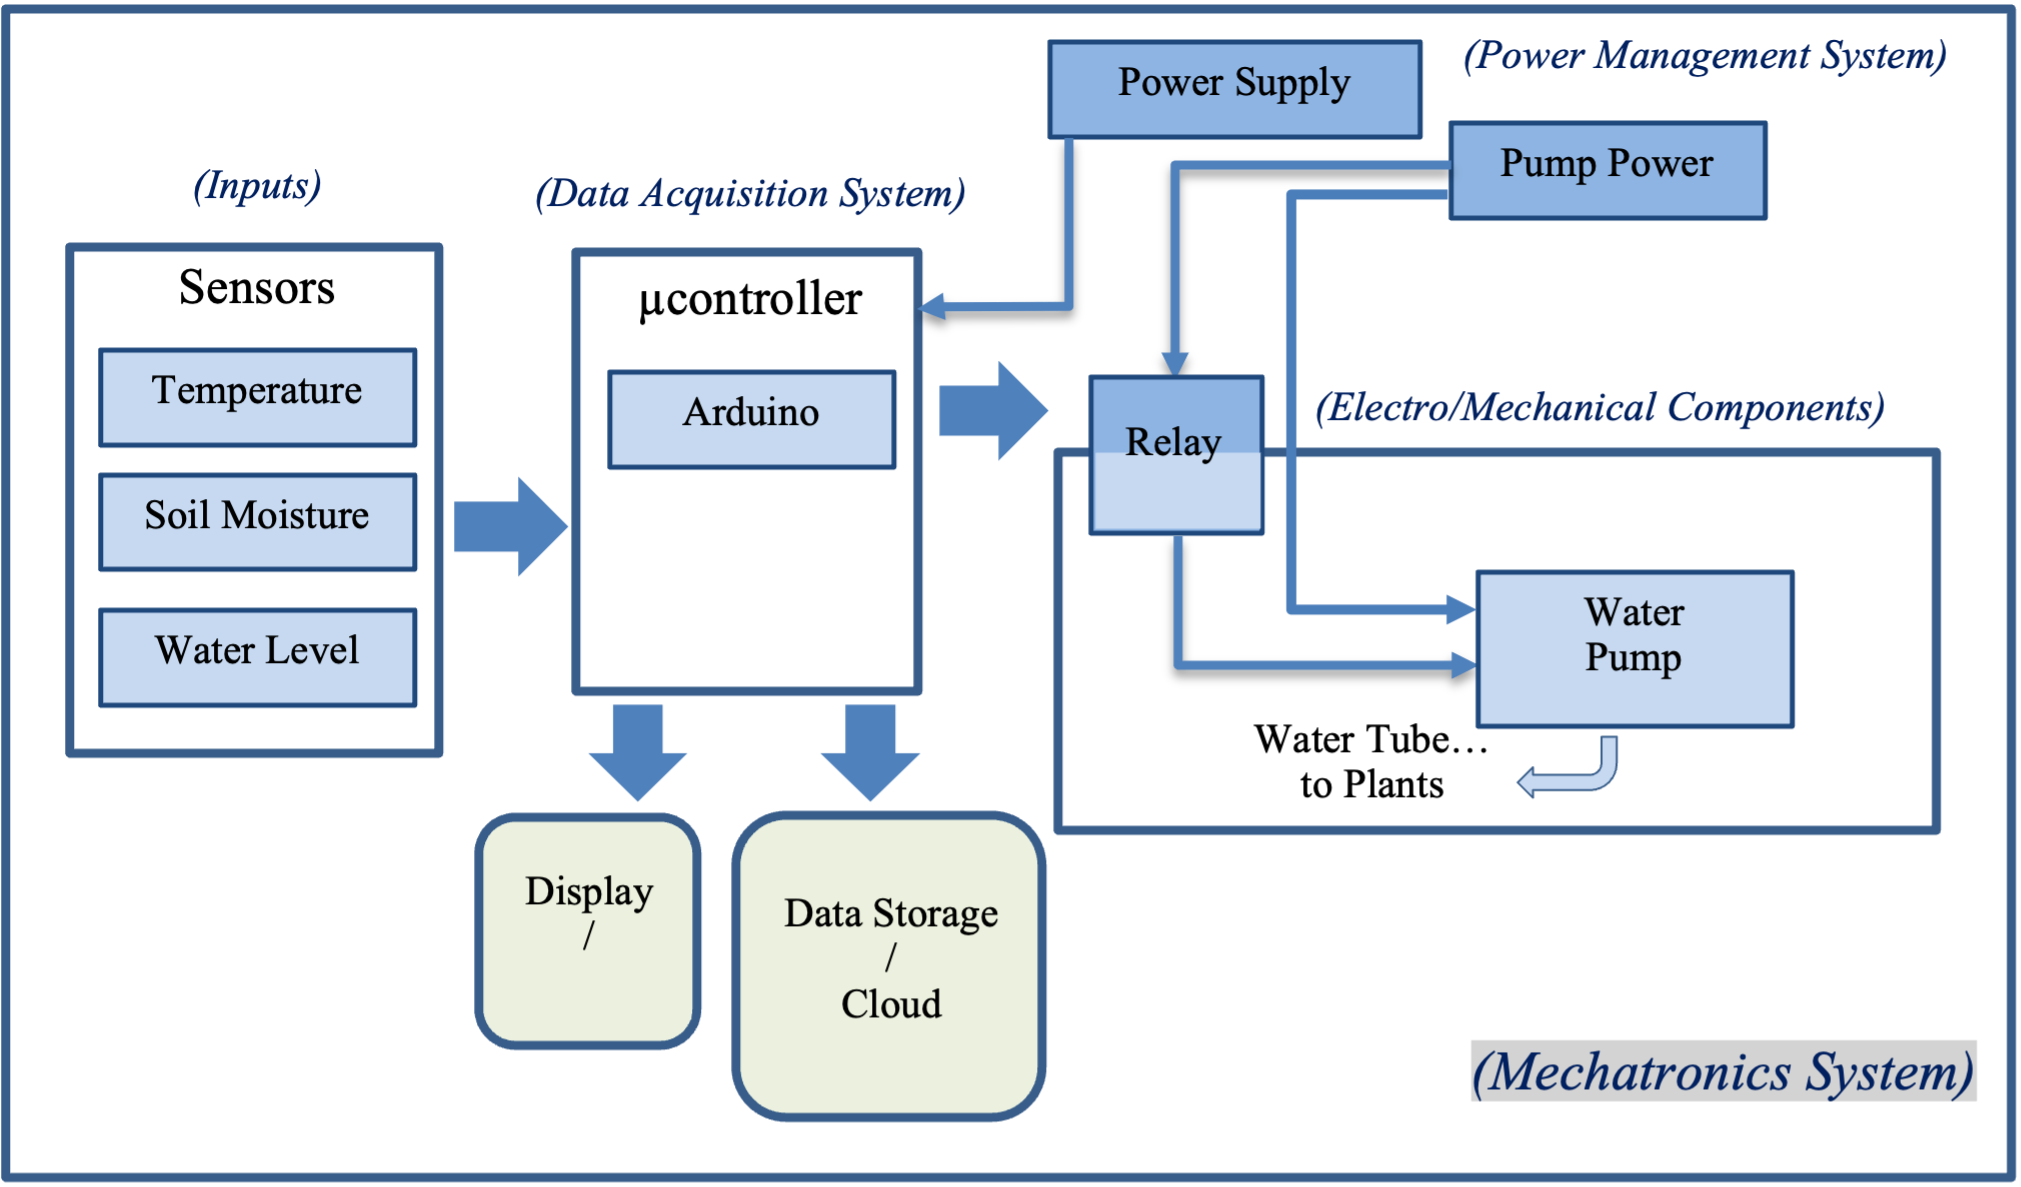 Power Supply
(Power Management System)
Pump Power
(Inputs)
(Data Acquisition System)
Sensors
Temperature
Soil Moisture
Water Level
µcontroller
Arduino
Relay
(Electro/Mechanical Components)
Water
Pump
Water Tube…
to Plants
Display
/
Data Storage
/
Cloud
(Mechatronics System)